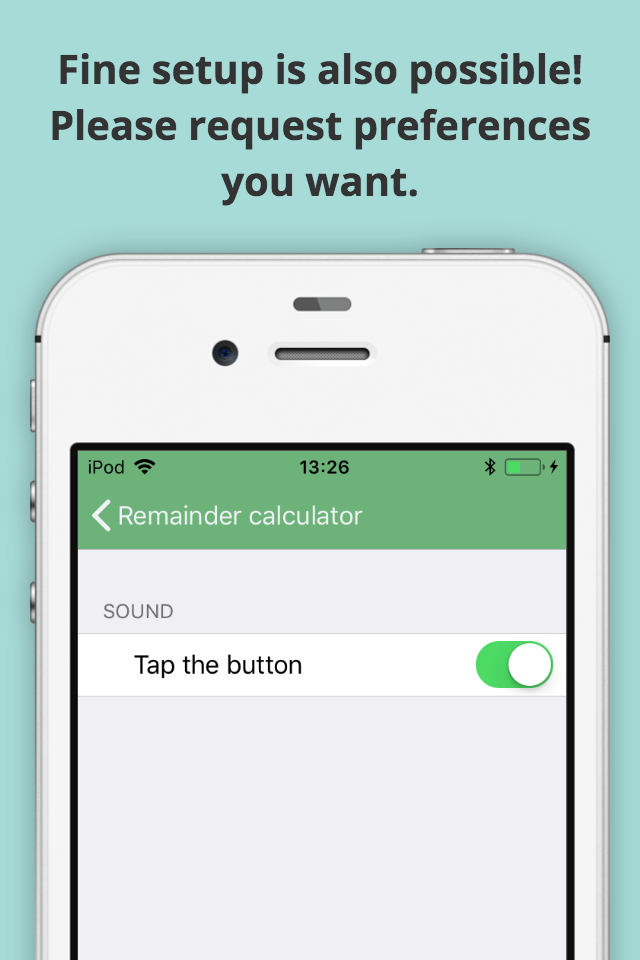 Fine setup is also possible!
Please request preferences
you want.
iPod 13:26
Remainder calculator
SOUND
Tap the button